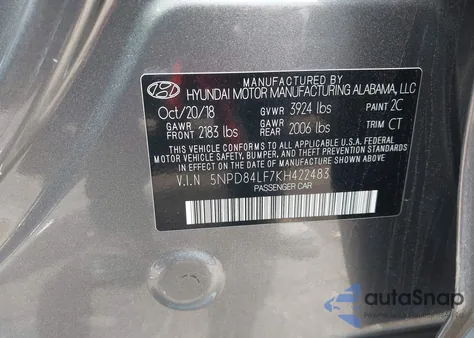 MANUFACTURED BY
HYUNDAI MOTOR MANUFACTURING ALABAMA, LLC
Oct/20/18 GVWR 3924 lbs PAINT 2C
GAWR FRONT 2183 lbs GAWR REAR 2006 lbs TRIM CT
THIS VEHICLE CONFORMS TO ALL APPLICABLE U.S.A FEDERAL
MOTOR VEHICLE SAFETY, BUMPER, AND THEFT PREVENTION
STANDARDS IN EFFECT ON THE DATE OF MANUFACTURE SHOWN ABOVE.
V.I.N 5NPD84LF7KH422483
PASSENGER CAR
autoSnap